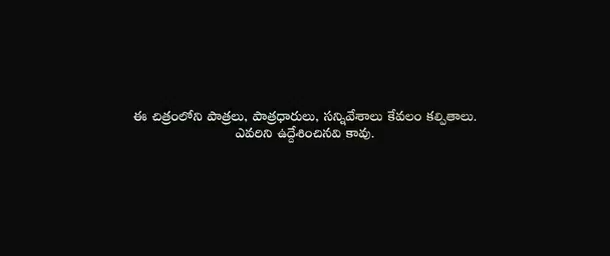 ఈ చిత్రంలోని పాత్రలు, పాత్రధారులు, సన్నివేశాలు కేవలం కల్పితాలు.
ఎవరిని ఉద్దేశించినవి కావు.